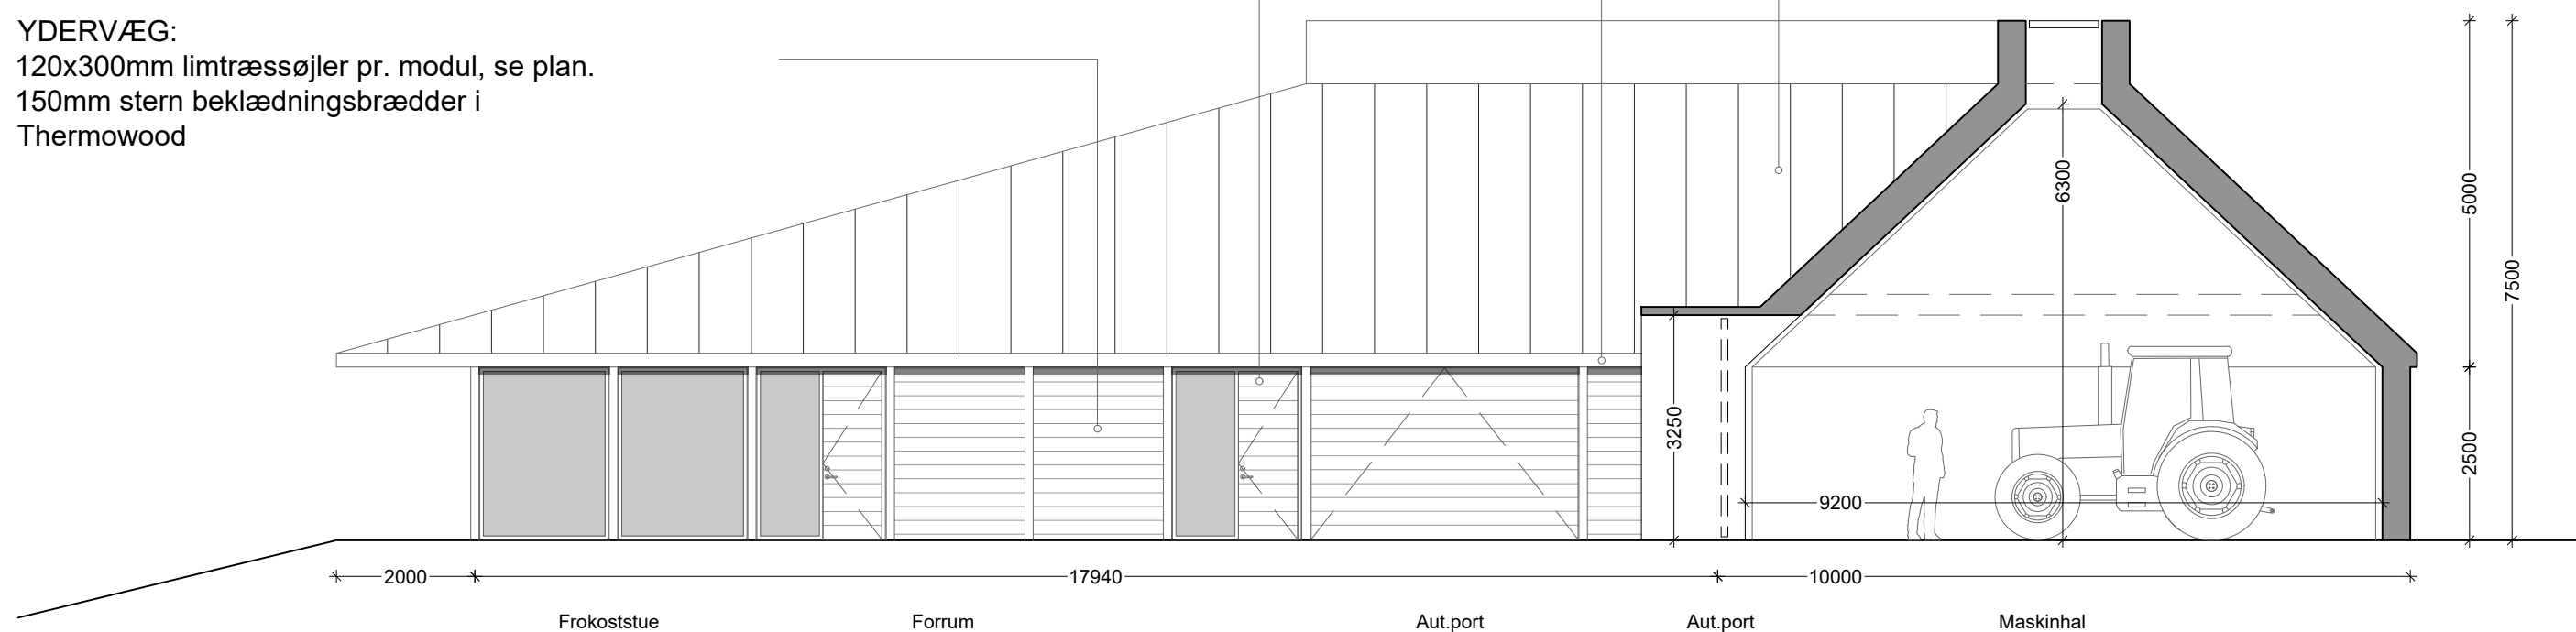 YDERVÆG:
120x300mm limtræssøjler pr. modul, se plan.
150mm stern beklædningsbrædder i
Thermowood
6300
5000
7500
3250
2500
9200
2000
17940
10000
Frokoststue
Forrum
Aut.port
Aut.port
Maskinhal